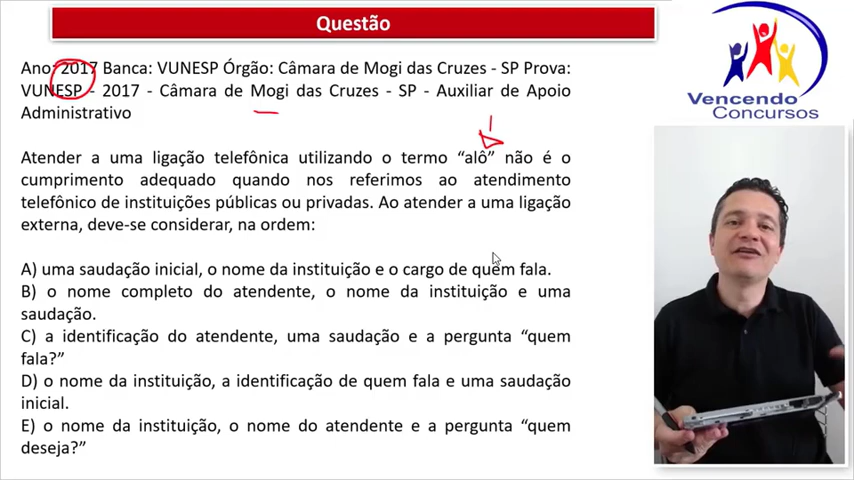 Questão
Ano: 2017 Banca: VUNESP Órgão: Câmara de Mogi das Cruzes - SP Prova:
VUNESP - 2017 - Câmara de Mogi das Cruzes - SP - Auxiliar de Apoio
Administrativo
Atender a uma ligação telefônica utilizando o termo “alô” não é o
cumprimento adequado quando nos referimos ao atendimento
telefônico de instituições públicas ou privadas. Ao atender a uma ligação
externa, deve-se considerar, na ordem:
A) uma saudação inicial, o nome da instituição e o cargo de quem fala.
B) o nome completo do atendente, o nome da instituição e uma
saudação.
C) a identificação do atendente, uma saudação e a pergunta “quem
fala?”
D) o nome da instituição, a identificação de quem fala e uma saudação
inicial.
E) o nome da instituição, o nome do atendente e a pergunta “quem
deseja?”
Vencendo
Concursos